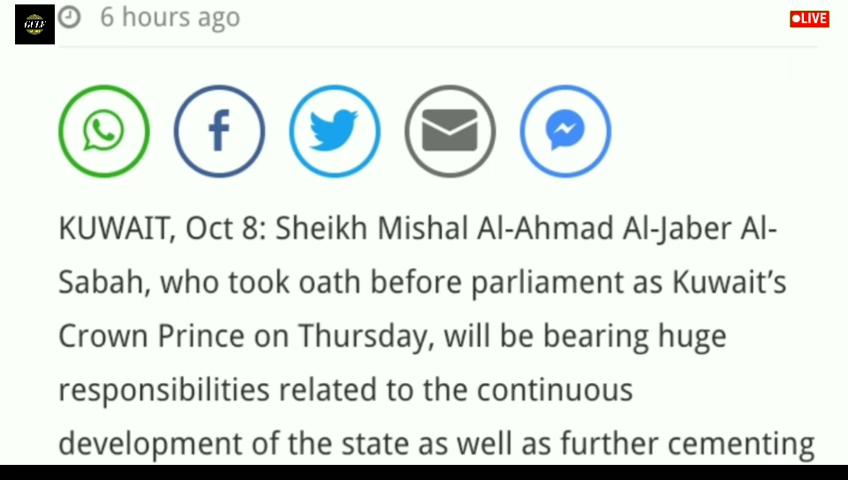 GULF
6 hours ago
LIVE
KUWAIT, Oct 8: Sheikh Mishal Al-Ahmad Al-Jaber Al-
Sabah, who took oath before parliament as Kuwait’s
Crown Prince on Thursday, will be bearing huge
responsibilities related to the continuous
development of the state as well as further cementing